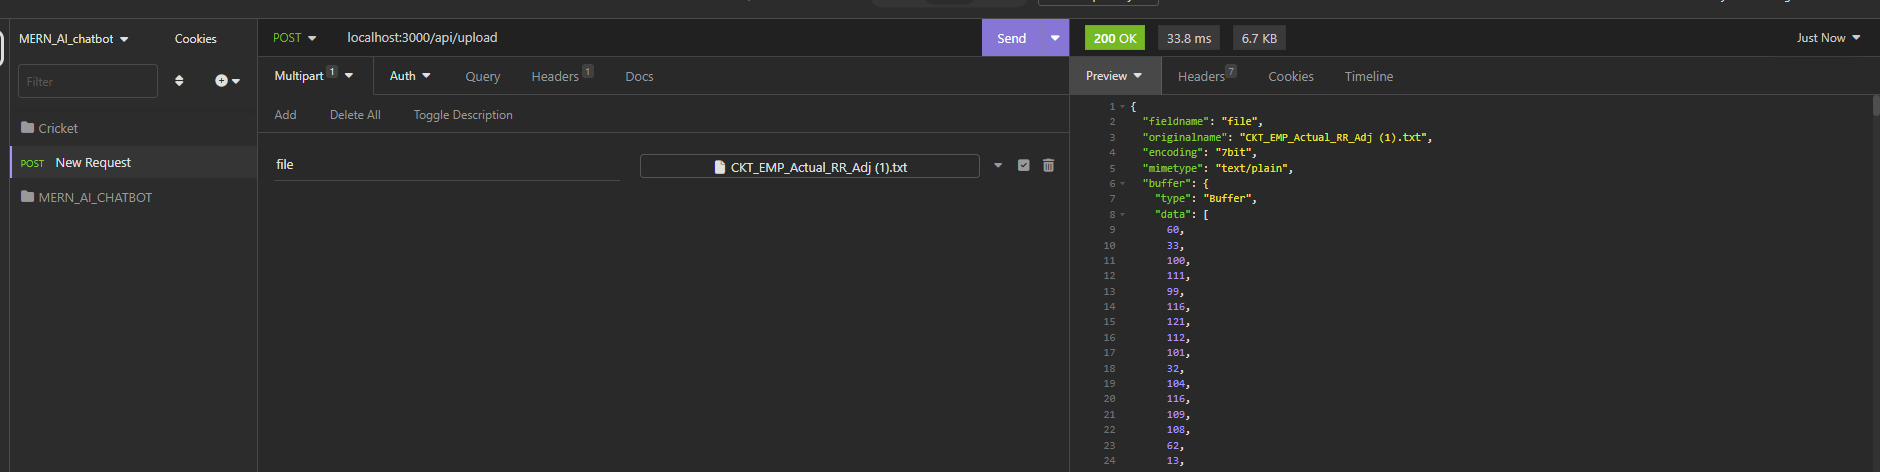 MERN_AI_chatbot Cookies
Filter
Cricket
POST New Request
MERN_AI_CHATBOT
POST localhost:3000/api/upload Send
Multipart 1 Auth Query Headers 1 Docs
Add Delete All Toggle Description
file CKT_EMP_Actual_RR_Adj (1).txt
200 OK 33.8 ms 6.7 KB Just Now
Preview Headers 7 Cookies Timeline
1 {
2 "fieldname": "file",
3 "originalname": "CKT_EMP_Actual_RR_Adj (1).txt",
4 "encoding": "7bit",
5 "mimetype": "text/plain",
6 "buffer": {
7 "type": "Buffer",
8 "data": [
9 60,
10 33,
11 100,
12 111,
13 99,
14 116,
15 121,
16 112,
17 101,
18 32,
19 104,
20 116,
21 109,
22 108,
23 62,
24 13,